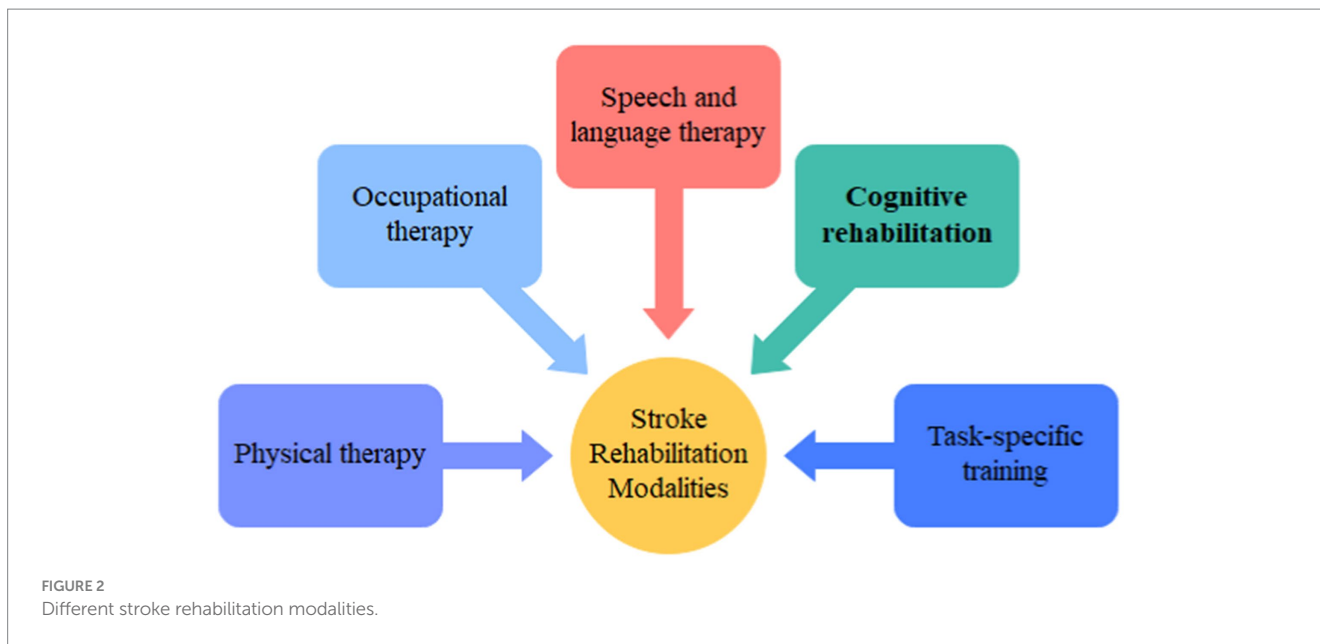 Speech and
language therapy
Occupational
therapy
Cognitive
rehabilitation
Physical therapy
Stroke
Rehabilitation
Modalities
Task-specific
training
FIGURE 2
Different stroke rehabilitation modalities.